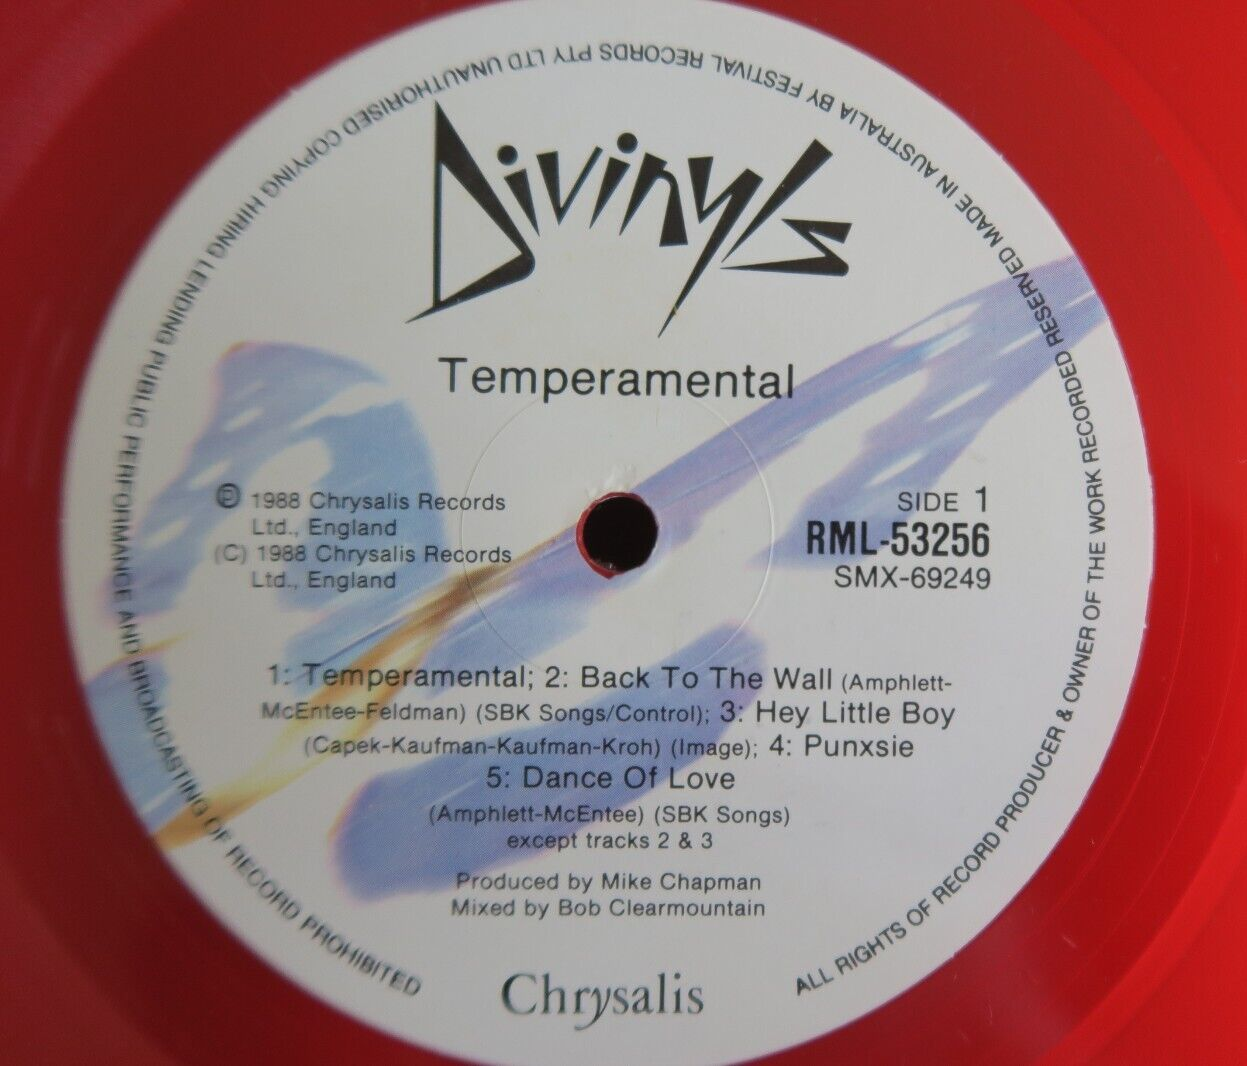 Divinyls
Temperamental
Ⓟ 1988 Chrysalis Records
Ltd., England
(C) 1988 Chrysalis Records
Ltd., England
SIDE 1
RML-53256
SMX-69249
1: Temperamental; 2: Back To The Wall (Amphlett-
McEntee-Feldman) (SBK Songs/Control); 3: Hey Little Boy
(Capek-Kaufman-Kaufman-Kroh) (Image); 4: Punxsie
5: Dance Of Love
(Amphlett-McEntee) (SBK Songs)
except tracks 2 & 3
Produced by Mike Chapman
Mixed by Bob Clearmountain
Chrysalis
ALL RIGHTS OF RECORD PRODUCER & OWNER OF THE WORK RECORDED RESERVED MADE IN AUSTRALIA BY FESTIVAL RECORDS PTY LTD UNAUTHORISED COPYING HIRING LENDING PUBLIC PERFORMANCE AND BROADCASTING OF RECORD PROHIBITED